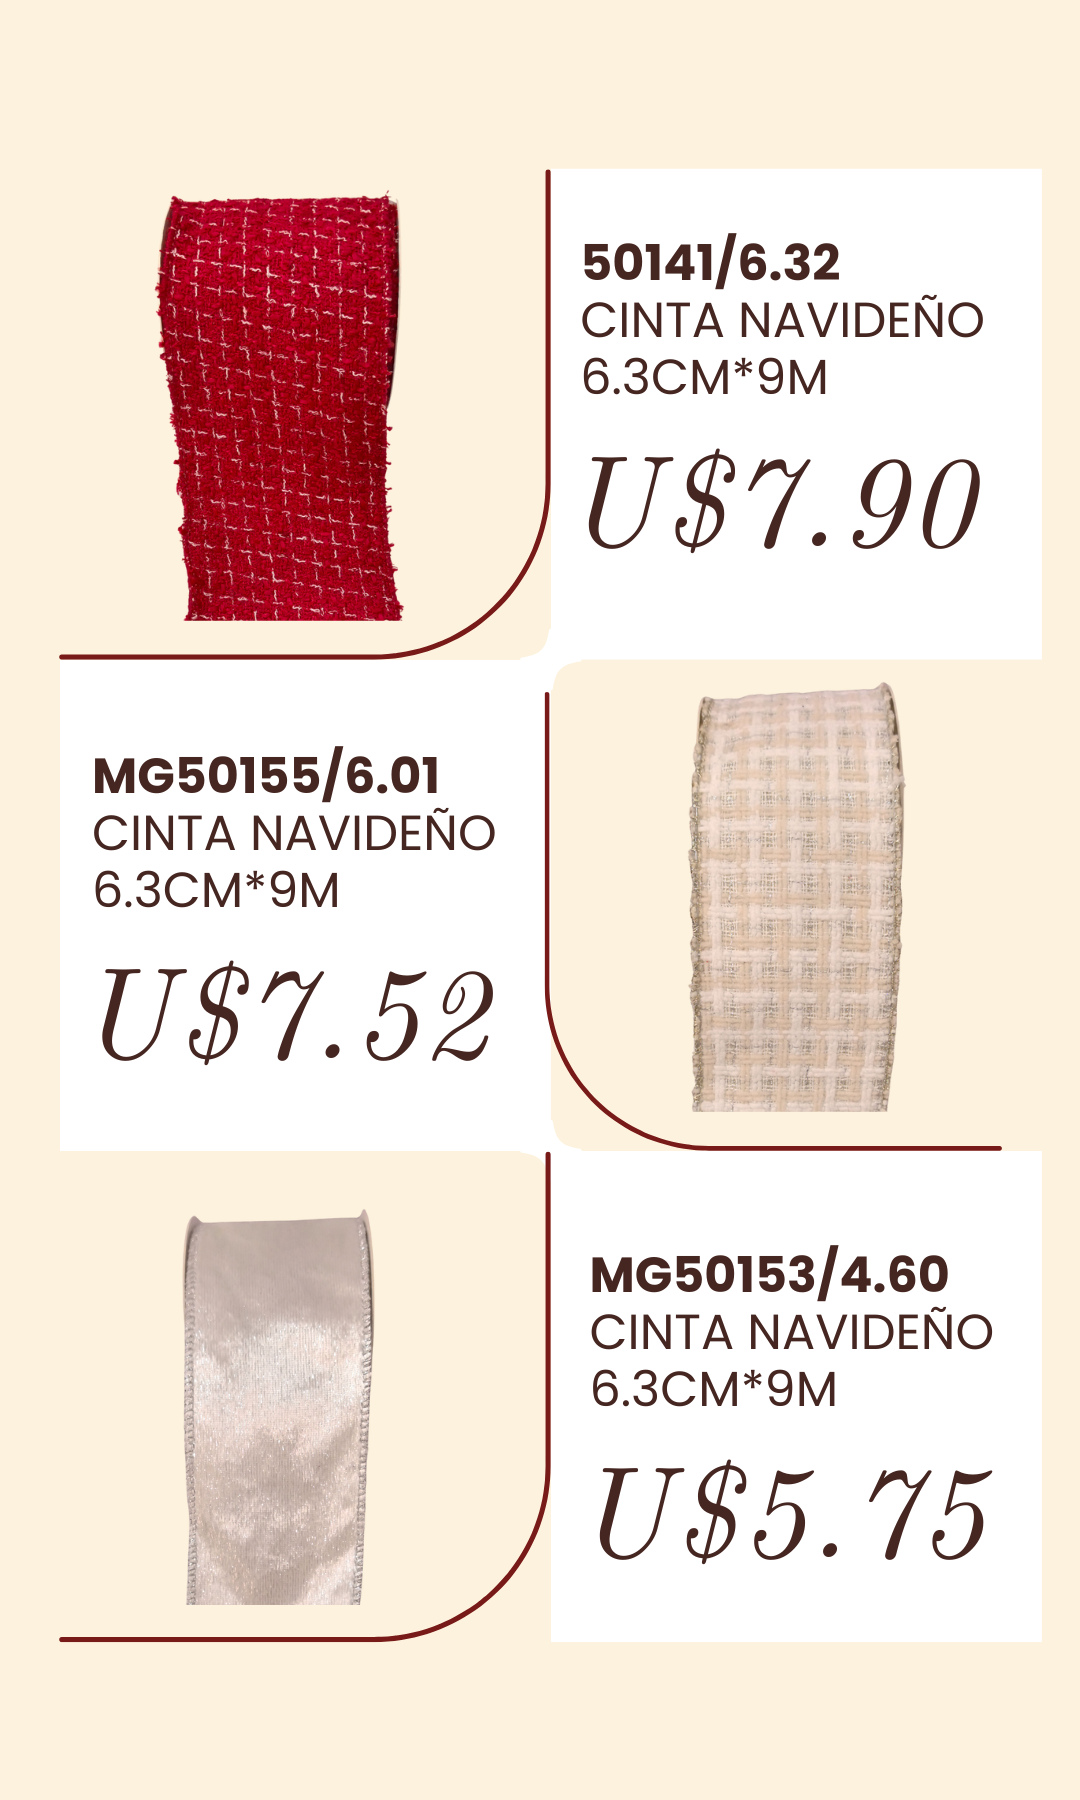 50141/6.32
CINTA NAVIDEÑO
6.3CM*9M
U$7.90
MG50155/6.01
CINTA NAVIDEÑO
6.3CM*9M
U$7.52
MG50153/4.60
CINTA NAVIDEÑO
6.3CM*9M
U$5.75